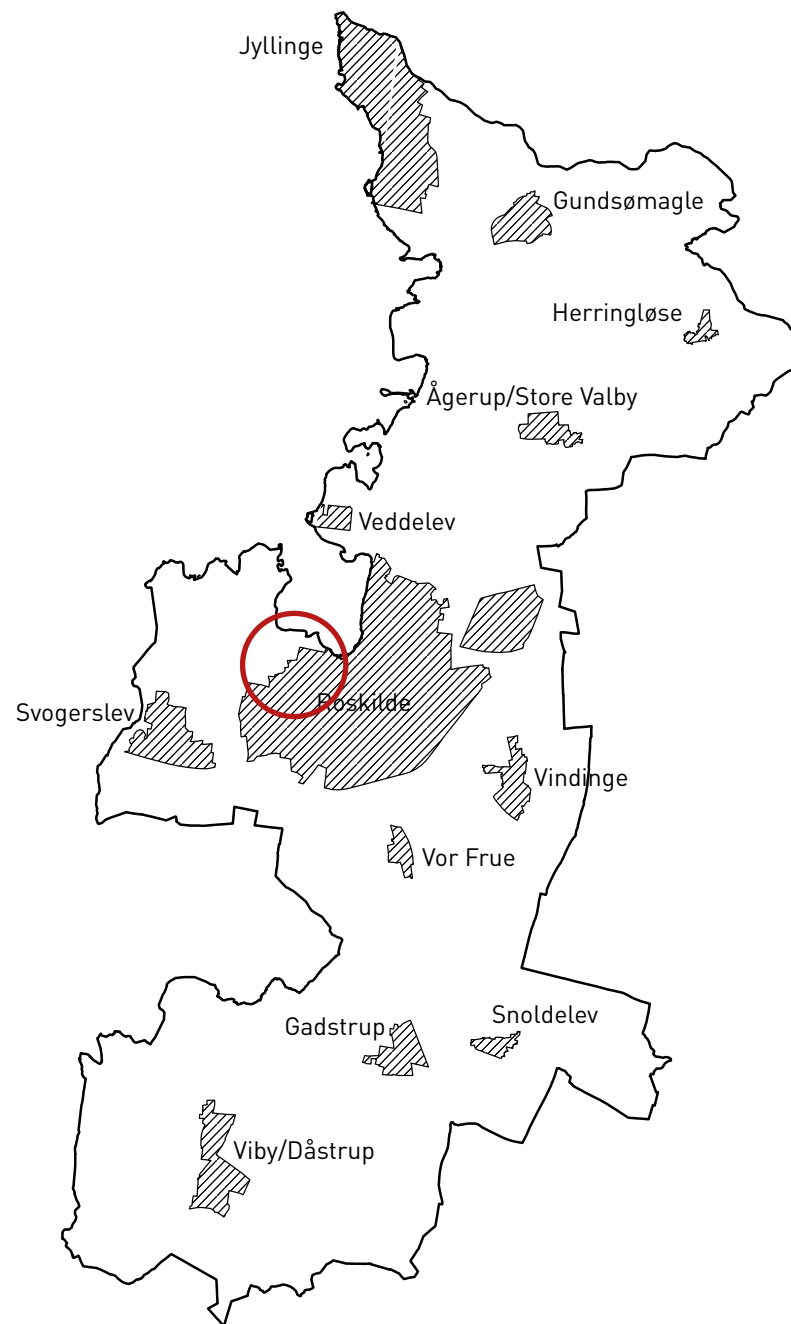 Jyllinge
Gundsømagle
Herringløse
Ågerup/Store Valby
Veddelev
Roskilde
Svogerslev
Vindinge
Vor Frue
Snoldelev
Gadstrup
Viby/Dåstrup